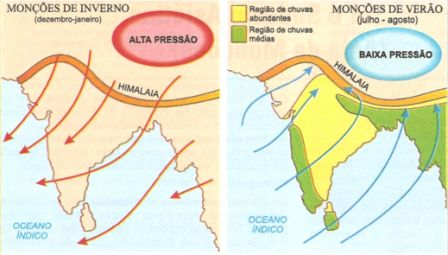 MONÇÕES DE INVERNO
(dezembro-janeiro)
ALTA PRESSÃO
HIMALAIA
OCEANO
ÍNDICO
Região de chuvas
abundantes
Região de chuvas
médias
MONÇÕES DE VERÃO
(julho - agosto)
BAIXA PRESSÃO
HIMALAIA
OCEANO
ÍNDICO